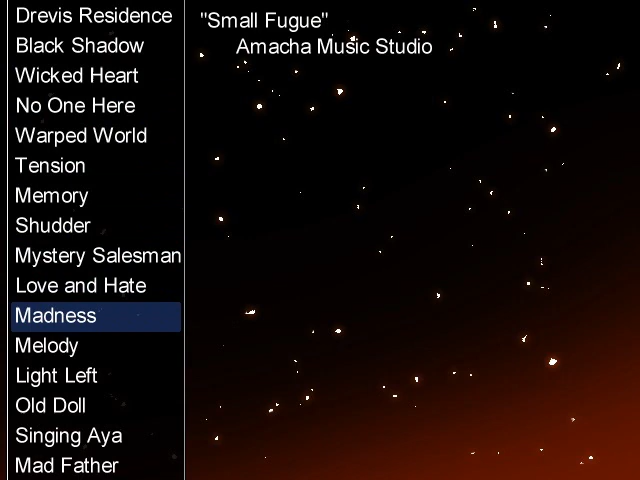 Drevis Residence
Black Shadow
Wicked Heart
No One Here
Warped World
Tension
Memory
Shudder
Mystery Salesman
Love and Hate
Madness
Melody
Light Left
Old Doll
Singing Aya
Mad Father
"Small Fugue"
Amacha Music Studio